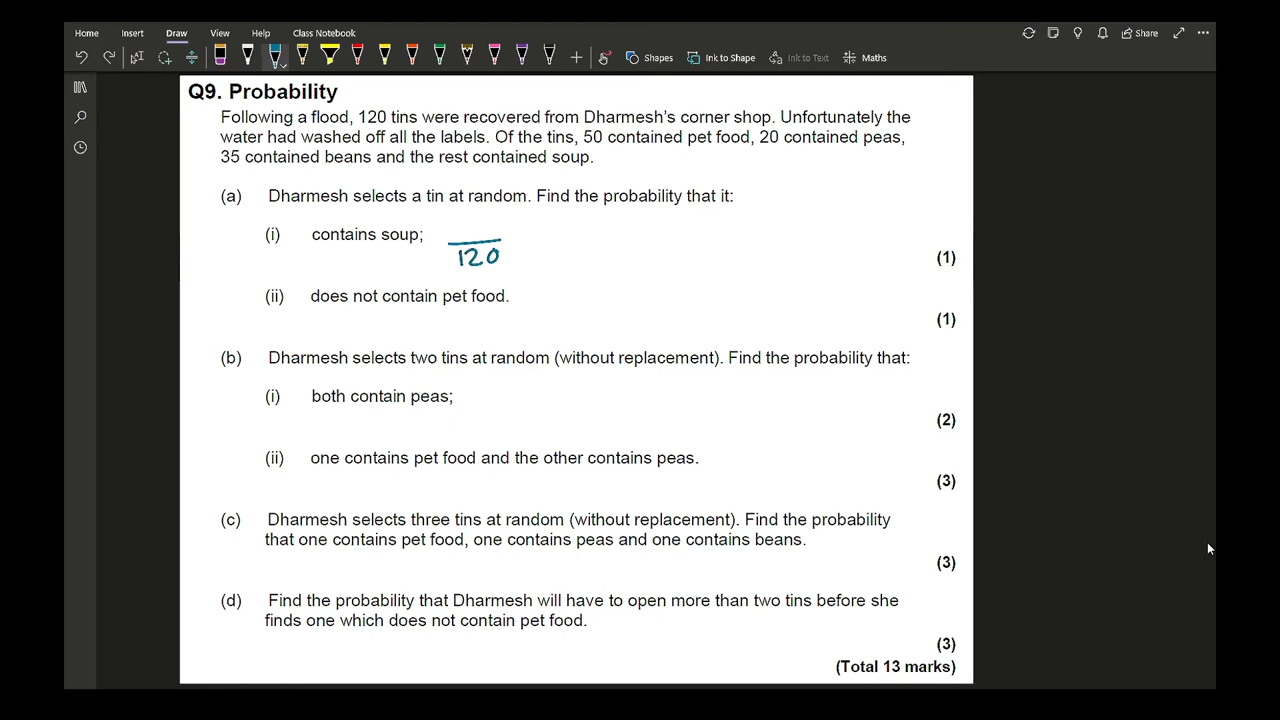 Home Insert Draw View Help Class Notebook Share
Shapes Ink to Shape Ink to Text Maths
Q9. Probability
Following a flood, 120 tins were recovered from Dharmesh's corner shop. Unfortunately the
water had washed off all the labels. Of the tins, 50 contained pet food, 20 contained peas,
35 contained beans and the rest contained soup.
(a) Dharmesh selects a tin at random. Find the probability that it:
(i) contains soup;
120
(1)
(ii) does not contain pet food.
(1)
(b) Dharmesh selects two tins at random (without replacement). Find the probability that:
(i) both contain peas;
(2)
(ii) one contains pet food and the other contains peas.
(3)
(c) Dharmesh selects three tins at random (without replacement). Find the probability
that one contains pet food, one contains peas and one contains beans.
(3)
(d) Find the probability that Dharmesh will have to open more than two tins before she
finds one which does not contain pet food.
(3)
(Total 13 marks)